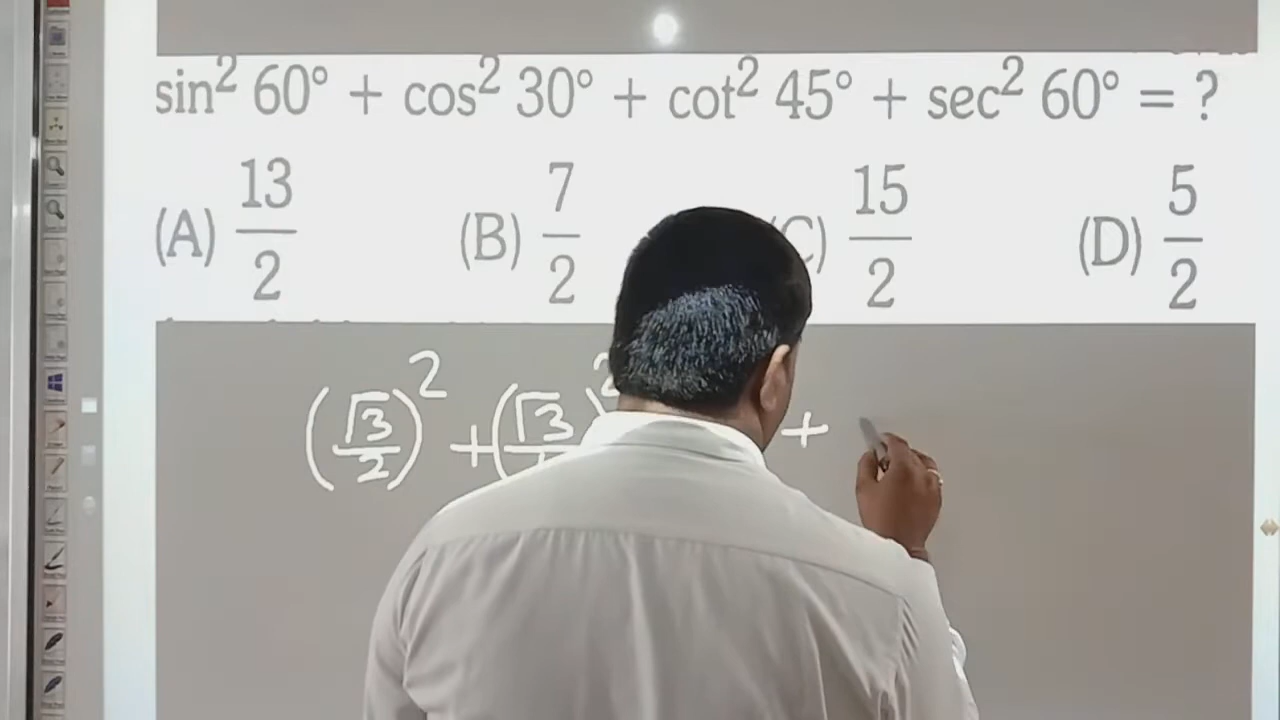 sin² 60° + cos² 30° + cot² 45° + sec² 60° = ?
(A) 13/2 (B) 7/2 C) 15/2 (D) 5/2
(√3/2)² + (√3/ )² +